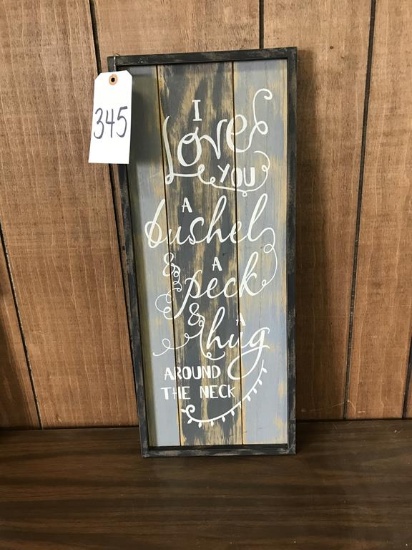 345
I
Love
YOU
A
bushel
& A
peck
& A
hug
AROUND
THE NECK